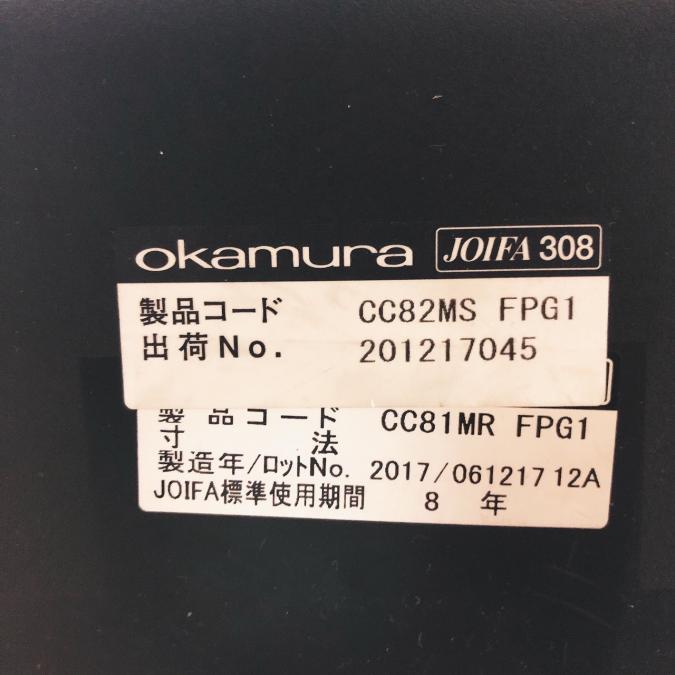 okamura JOIFA 308
製品コード CC82MS FPG1
出荷No. 201217045
製品コード CC81MR FPG1
寸法
製造年/ロットNo. 2017/06121712A
JOIFA標準使用期間 8 年